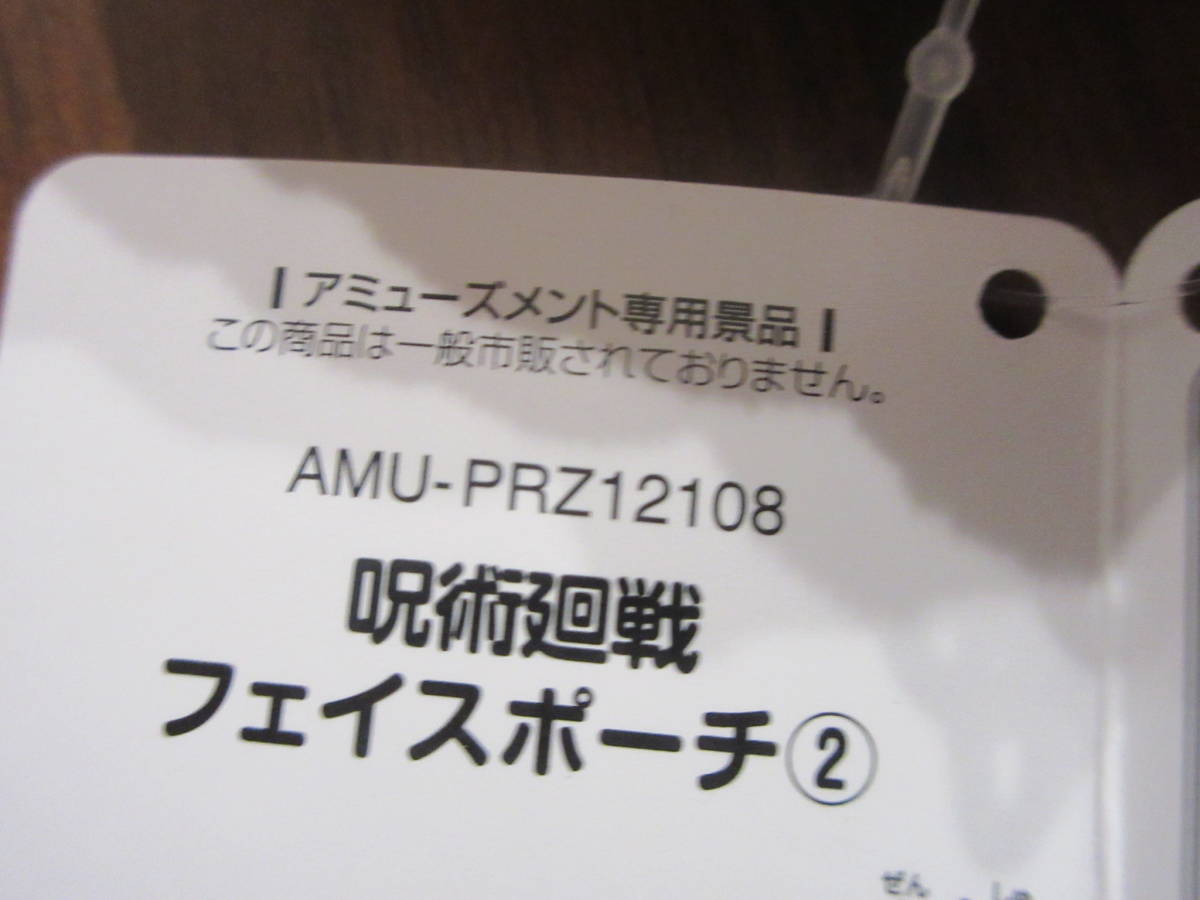 | アミューズメント専用景品 |
この商品は一般市販されておりません。
AMU-PRZ12108
呪術廻戦
フェイスポーチ②
ぜん